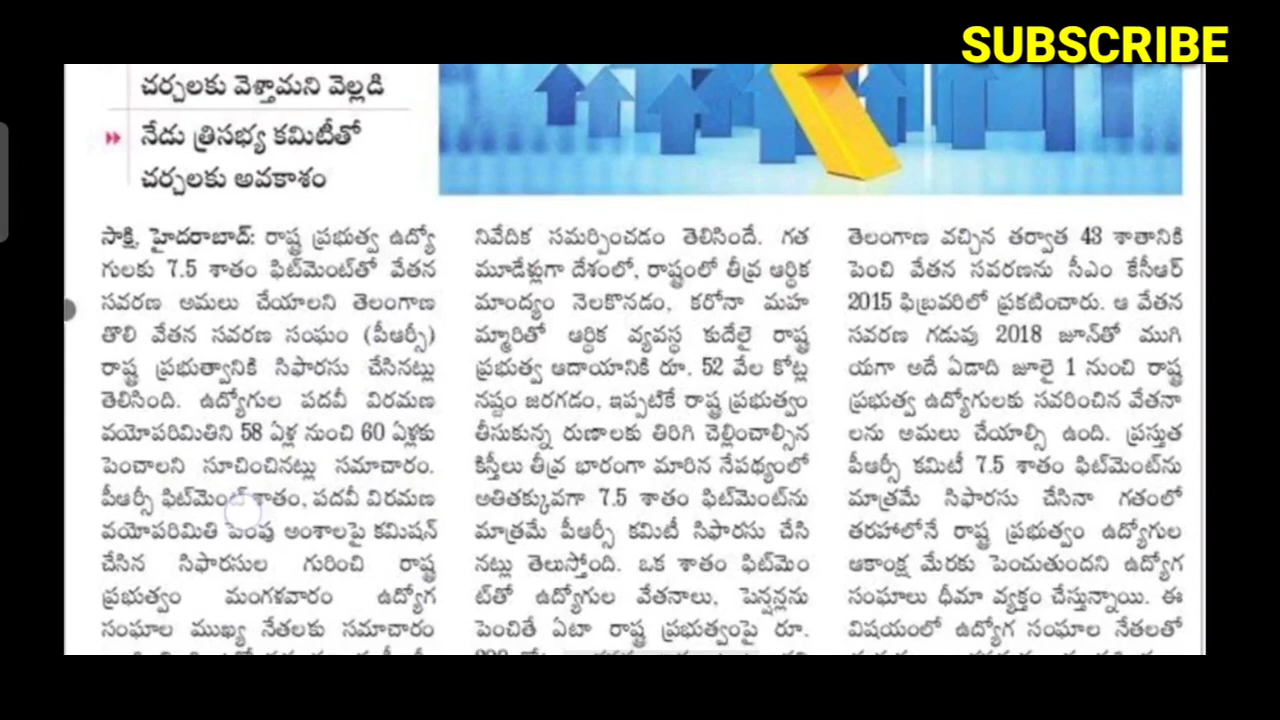 SUBSCRIBE
చర్చలకు వెళ్తామని వెల్లడి
నేడు త్రిసభ్య కమిటీతో
చర్చలకు అవకాశం
సాక్షి, హైదరాబాద్: రాష్ట్ర ప్రభుత్వ ఉద్యో
గులకు 7.5 శాతం ఫిట్‌మెంట్‌తో వేతన
సవరణ అమలు చేయాలని తెలంగాణ
తొలి వేతన సవరణ సంఘం (పీఆర్సీ)
రాష్ట్ర ప్రభుత్వానికి సిఫారసు చేసినట్లు
తెలిసింది. ఉద్యోగుల పదవీ విరమణ
వయోపరిమితిని 58 ఏళ్ల నుంచి 60 ఏళ్లకు
పెంచాలని సూచించినట్లు సమాచారం.
పీఆర్సీ ఫిట్‌మెంట్ శాతం, పదవీ విరమణ
వయోపరిమితి పెంపు అంశాలపై కమిషన్
చేసిన సిఫారసుల గురించి రాష్ట్ర
ప్రభుత్వం మంగళవారం ఉద్యోగ
సంఘాల ముఖ్య నేతలకు సమాచారం
నివేదిక సమర్పించడం తెలిసిందే. గత
మూడేళ్లుగా దేశంలో, రాష్ట్రంలో తీవ్ర ఆర్థిక
మాంద్యం నెలకొనడం, కరోనా మహ
మ్మారితో ఆర్థిక వ్యవస్థ కుదేలై రాష్ట్ర
ప్రభుత్వ ఆదాయానికి రూ. 52 వేల కోట్ల
నష్టం జరగడం, ఇప్పటికే రాష్ట్ర ప్రభుత్వం
తీసుకున్న రుణాలకు తిరిగి చెల్లించాల్సిన
కిస్తీలు తీవ్ర భారంగా మారిన నేపథ్యంలో
అతితక్కువగా 7.5 శాతం ఫిట్‌మెంట్‌ను
మాత్రమే పీఆర్సీ కమిటీ సిఫారసు చేసి
నట్లు తెలుస్తోంది. ఒక శాతం ఫిట్‌మెం
ట్‌తో ఉద్యోగుల వేతనాలు, పెన్షన్లను
పెంచితే ఏటా రాష్ట్ర ప్రభుత్వంపై రూ.
తెలంగాణ వచ్చిన తర్వాత 43 శాతానికి
పెంచి వేతన సవరణను సీఎం కేసీఆర్
2015 ఫిబ్రవరిలో ప్రకటించారు. ఆ వేతన
సవరణ గడువు 2018 జూన్‌తో ముగి
యగా అదే ఏడాది జూలై 1 నుంచి రాష్ట్ర
ప్రభుత్వ ఉద్యోగులకు సవరించిన వేతనా
లను అమలు చేయాల్సి ఉంది. ప్రస్తుత
పీఆర్సీ కమిటీ 7.5 శాతం ఫిట్‌మెంట్‌ను
మాత్రమే సిఫారసు చేసినా గతంలో
తరహాలోనే రాష్ట్ర ప్రభుత్వం ఉద్యోగుల
ఆకాంక్ష మేరకు పెంచుతుందని ఉద్యోగ
సంఘాలు ధీమా వ్యక్తం చేస్తున్నాయి. ఈ
విషయంలో ఉద్యోగ సంఘాల నేతలతో